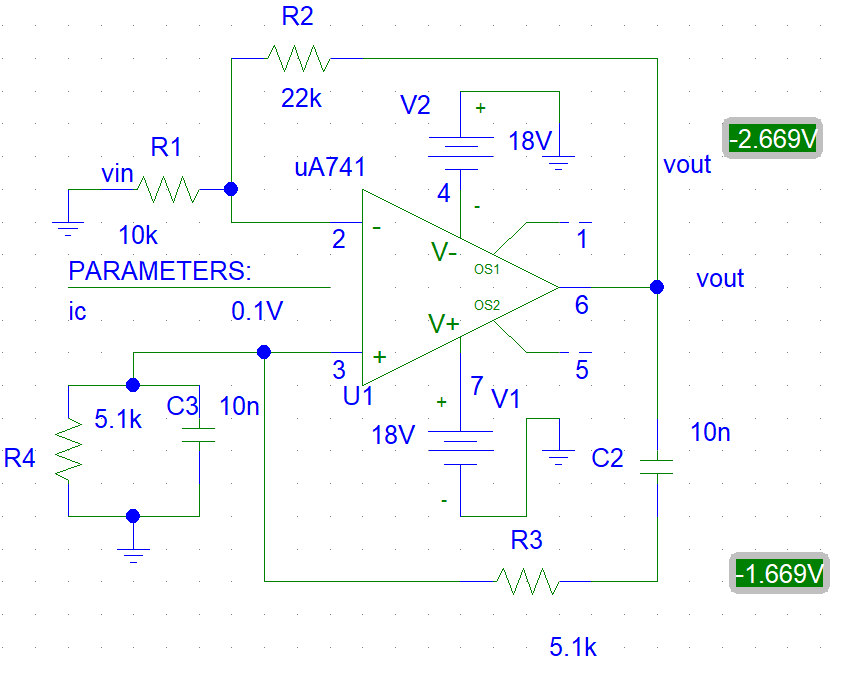 R2
22k
V2
+
18V
-2.669V
R1
vin
uA741
vout
4
-
10k
2
-
V-
1
OS1
PARAMETERS:
vout
ic
0.1V
OS2
6
V+
3
+
U1
7
5
+
V1
5.1k
C3
10n
18V
10n
R4
C2
-
R3
-1.669V
5.1k